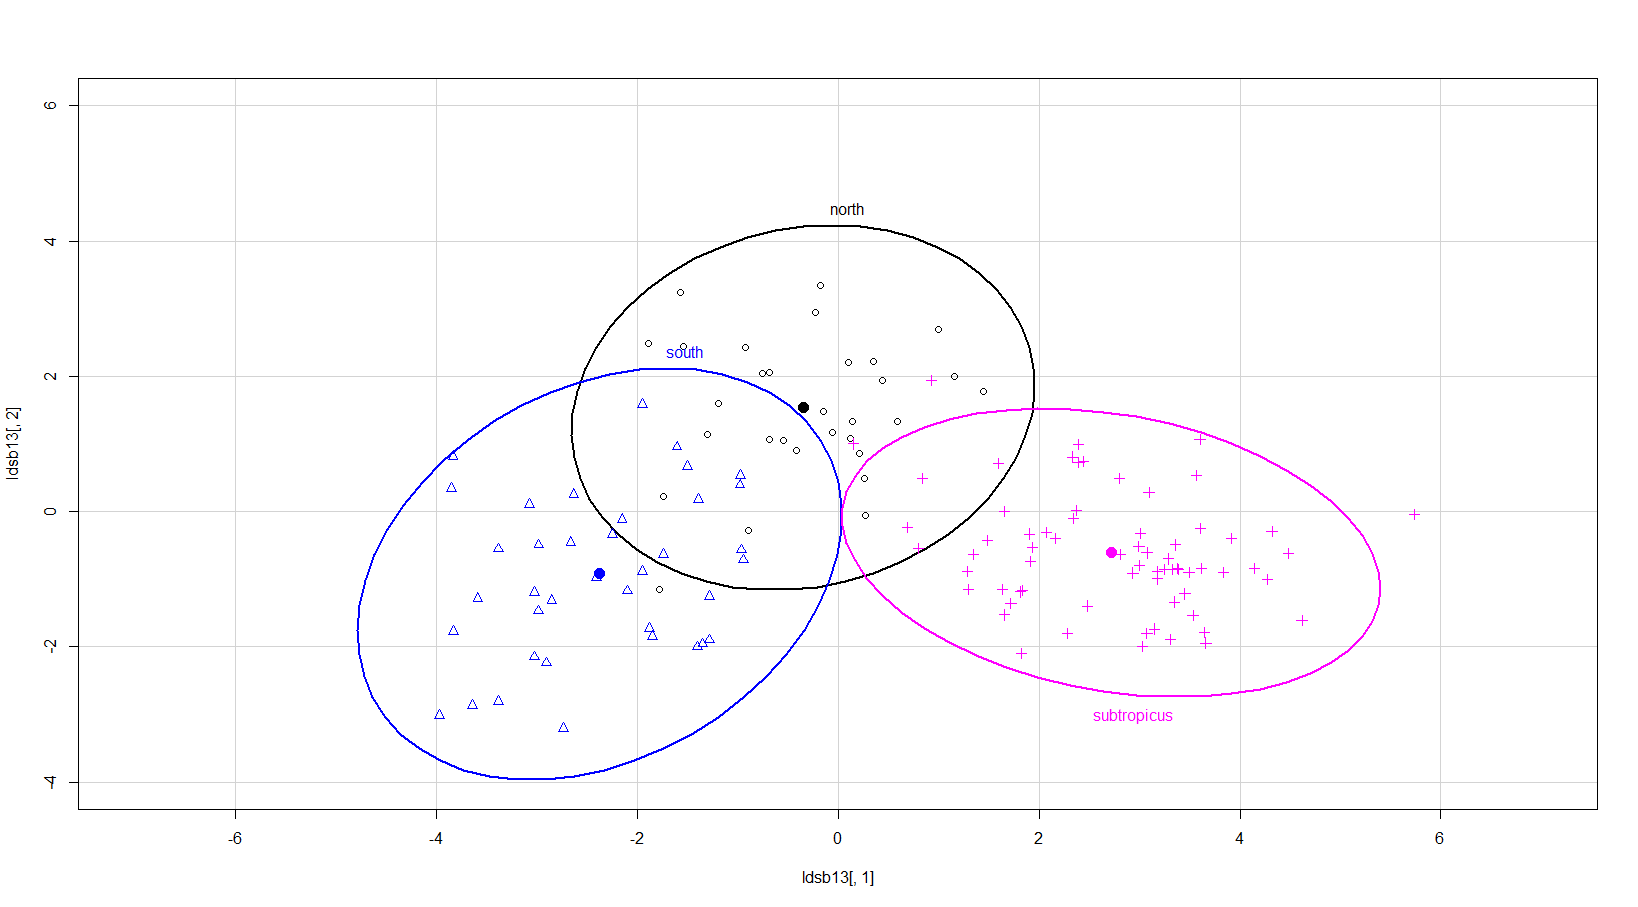 6
north
4
south
2
ldsb13[, 2]
0
-2
subtropicus
-4
-6 -4 -2 0 2 4 6
ldsb13[, 1]